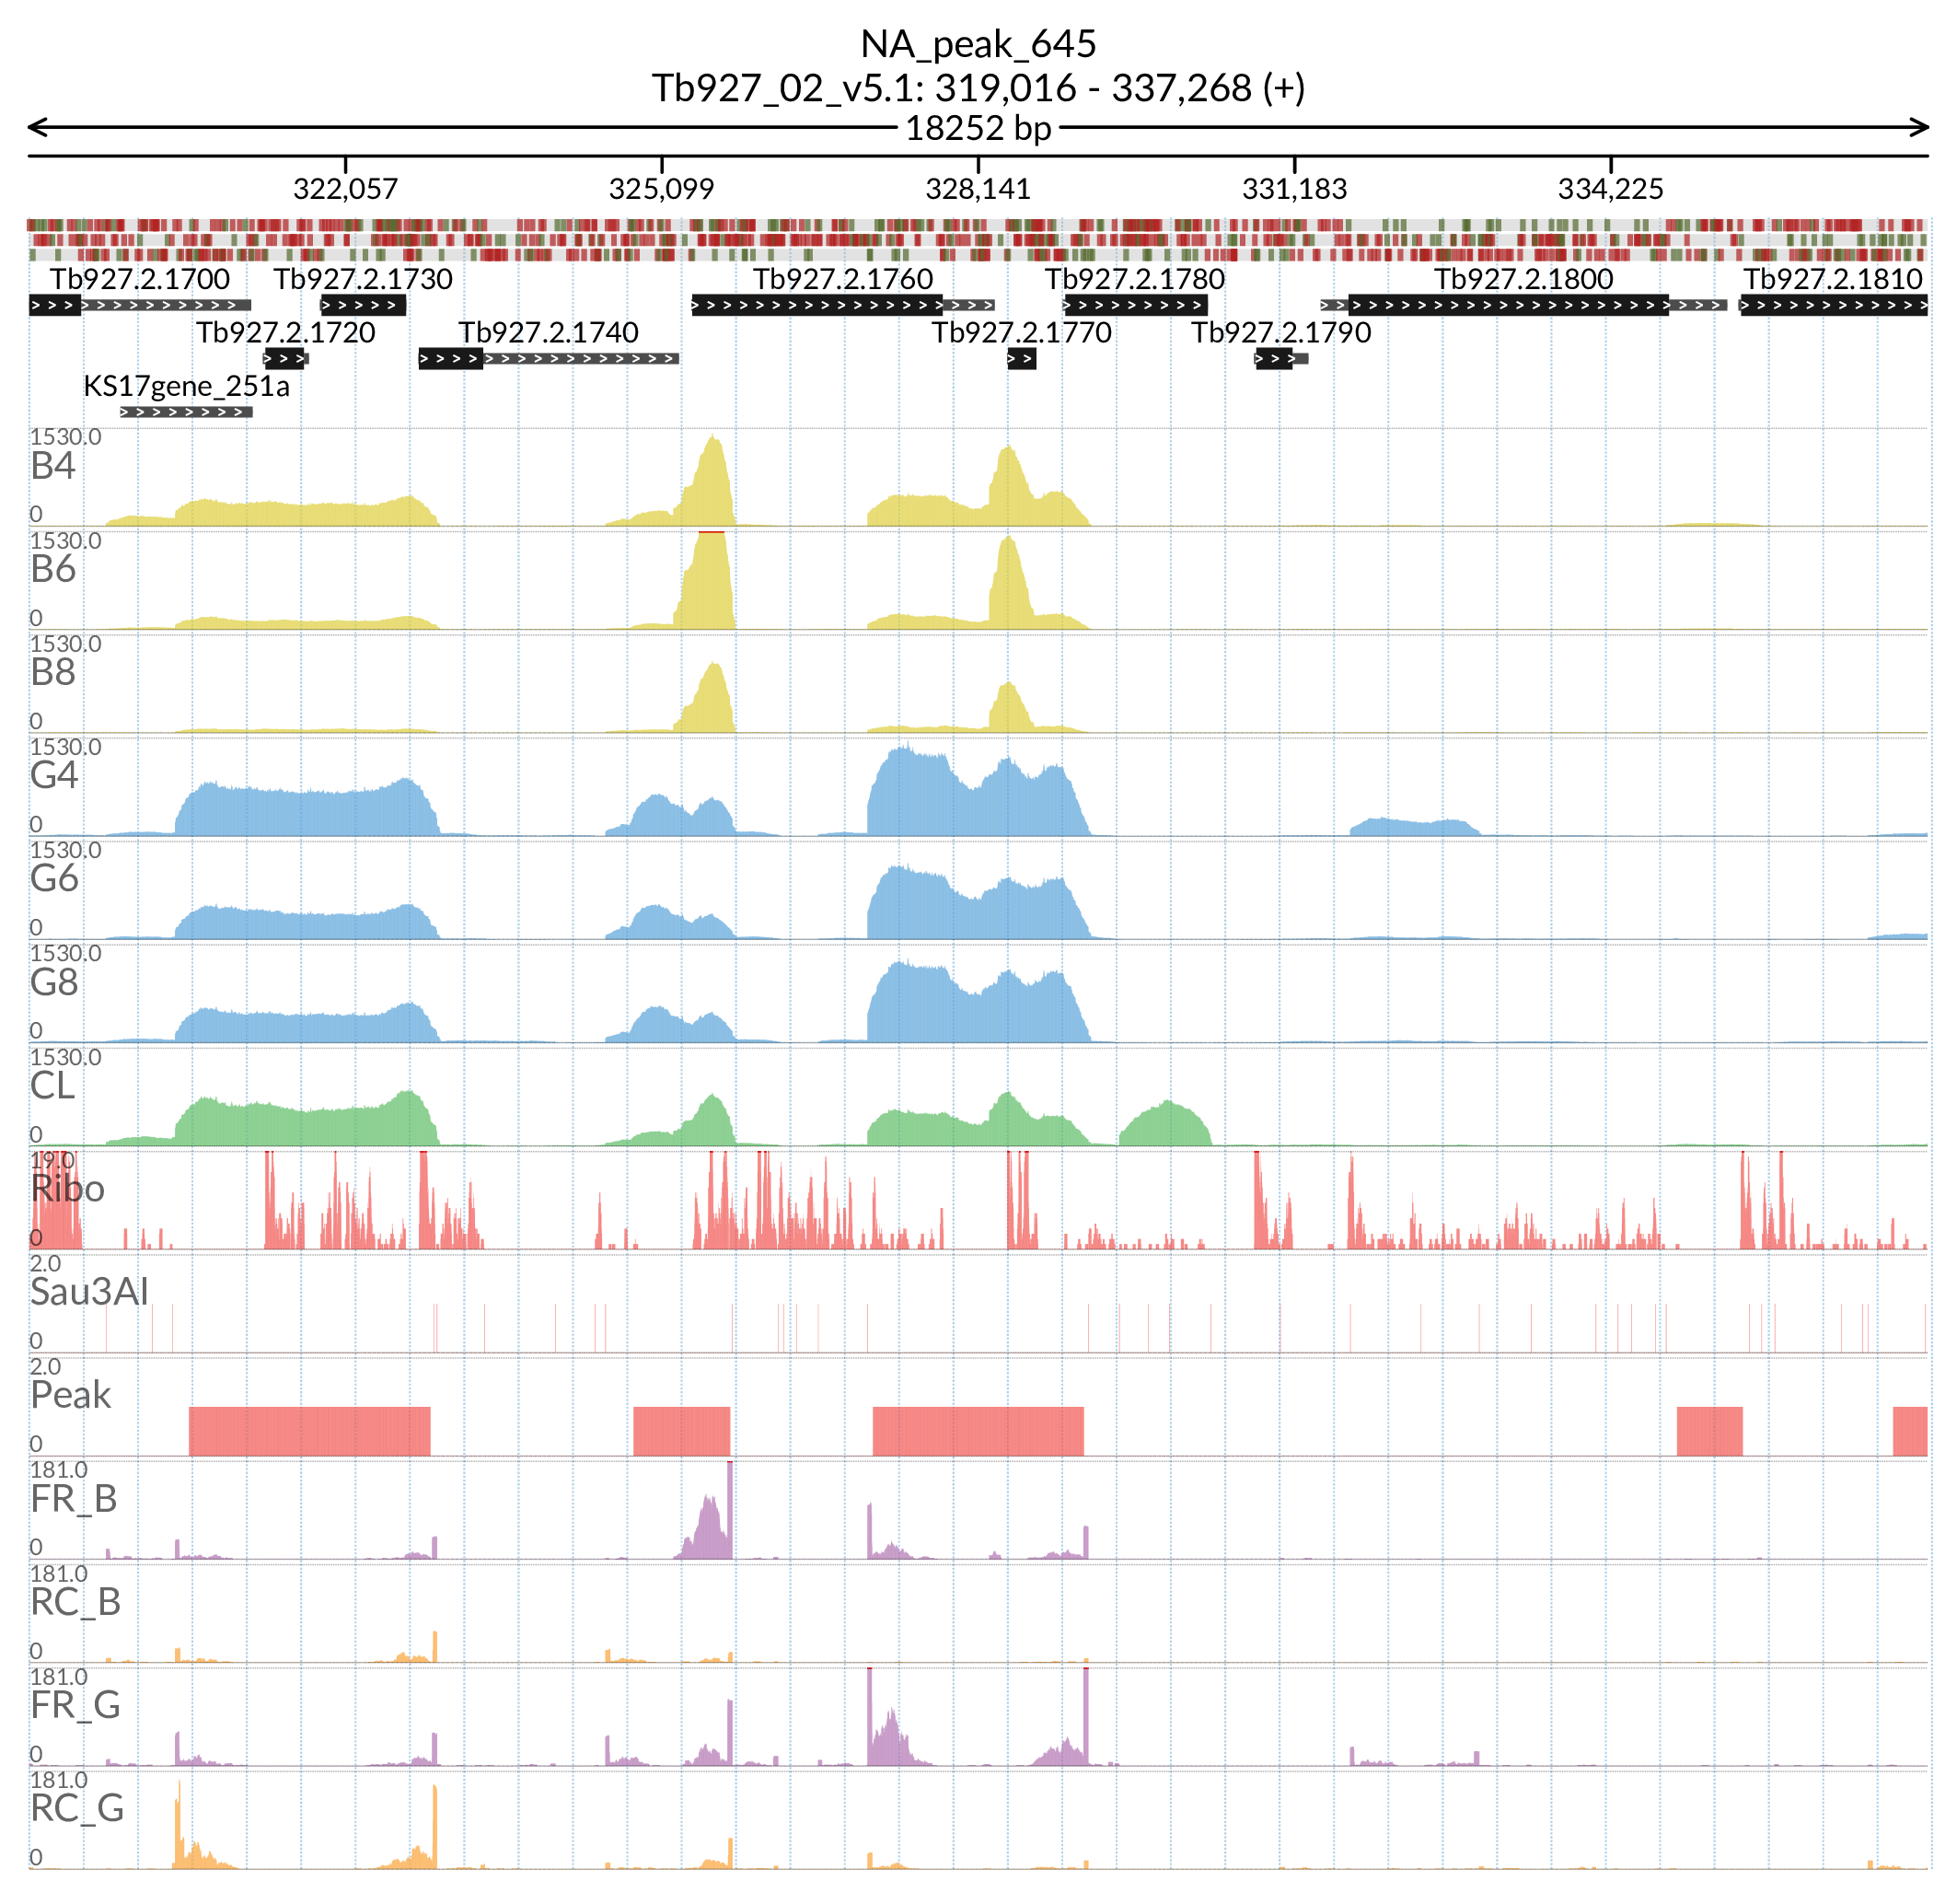 NA_peak_645
Tb927_02_v5.1: 319,016 - 337,268 (+)
18252 bp
322,057 325,099 328,141 331,183 334,225
Tb927.2.1700 Tb927.2.1730 Tb927.2.1760 Tb927.2.1780 Tb927.2.1800 Tb927.2.1810
Tb927.2.1720 Tb927.2.1740 Tb927.2.1770 Tb927.2.1790
KS17gene_251a
1530.0
B4
0
1530.0
B6
0
1530.0
B8
0
1530.0
G4
0
1530.0
G6
0
1530.0
G8
0
1530.0
CL
0
19.0
Ribo
0
2.0
Sau3AI
0
2.0
Peak
0
181.0
FR_B
0
181.0
RC_B
0
181.0
FR_G
0
181.0
RC_G
0